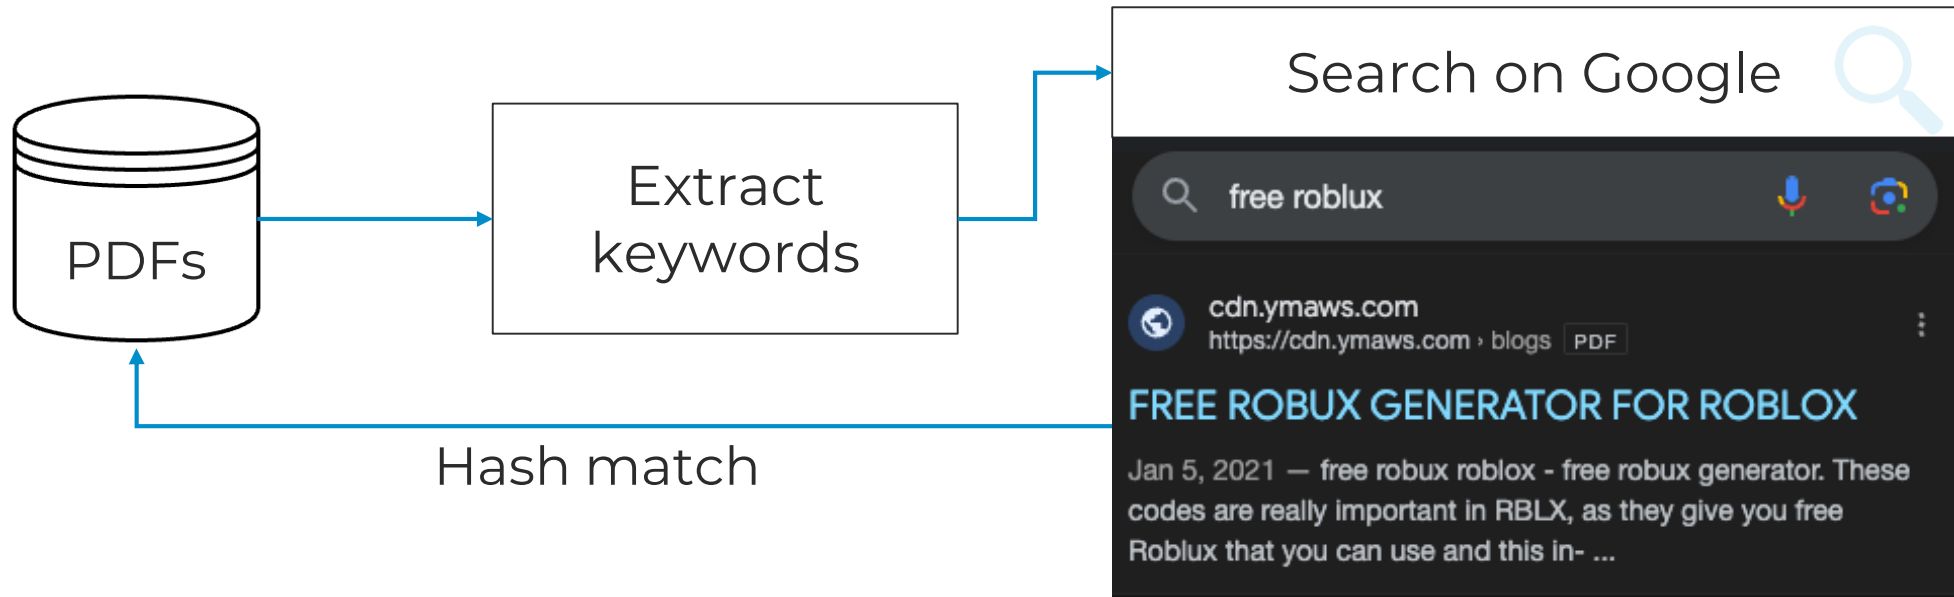 PDFs
Extract
keywords
Search on Google
free roblux
cdn.ymaws.com
https://cdn.ymaws.com › blogs PDF
FREE ROBUX GENERATOR FOR ROBLOX
Jan 5, 2021 — free robux roblox - free robux generator. These
codes are really important in RBLX, as they give you free
Roblux that you can use and this in- ...
Hash match